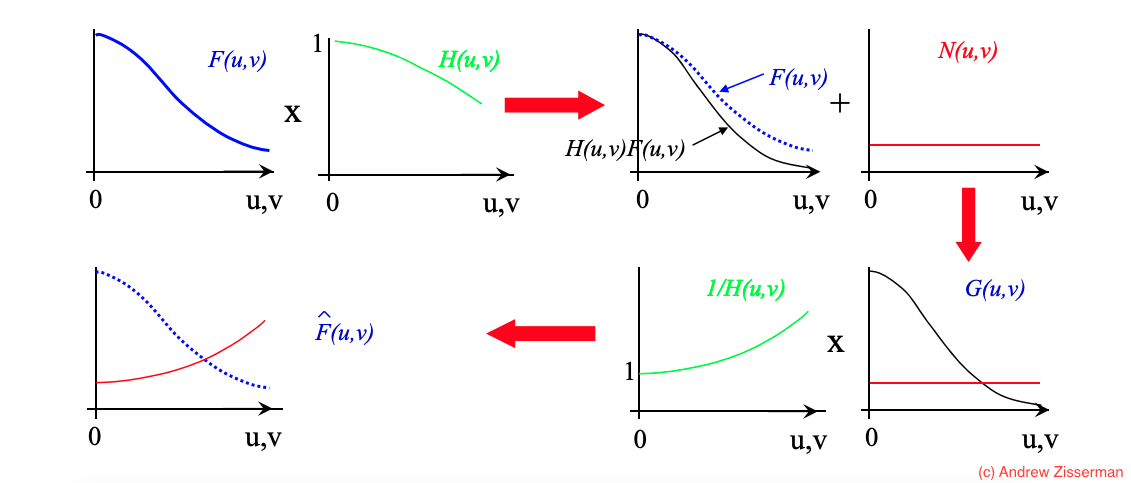 F(u,v)
0
u,v
x
1
H(u,v)
0
u,v
F(u,v)
H(u,v)F(u,v)
0
u,v
+
N(u,v)
0
u,v
F̂(u,v)
0
u,v
1/H(u,v)
1
0
u,v
x
G(u,v)
0
u,v
(c) Andrew Zisserman